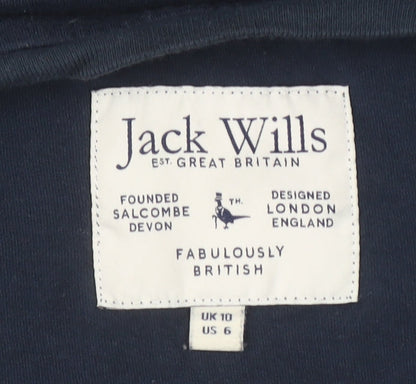 Jack Wills
EST. GREAT BRITAIN
FOUNDED
SALCOMBE
DEVON
TH.
DESIGNED
LONDON
ENGLAND
FABULOUSLY
BRITISH
UK 10
US 6